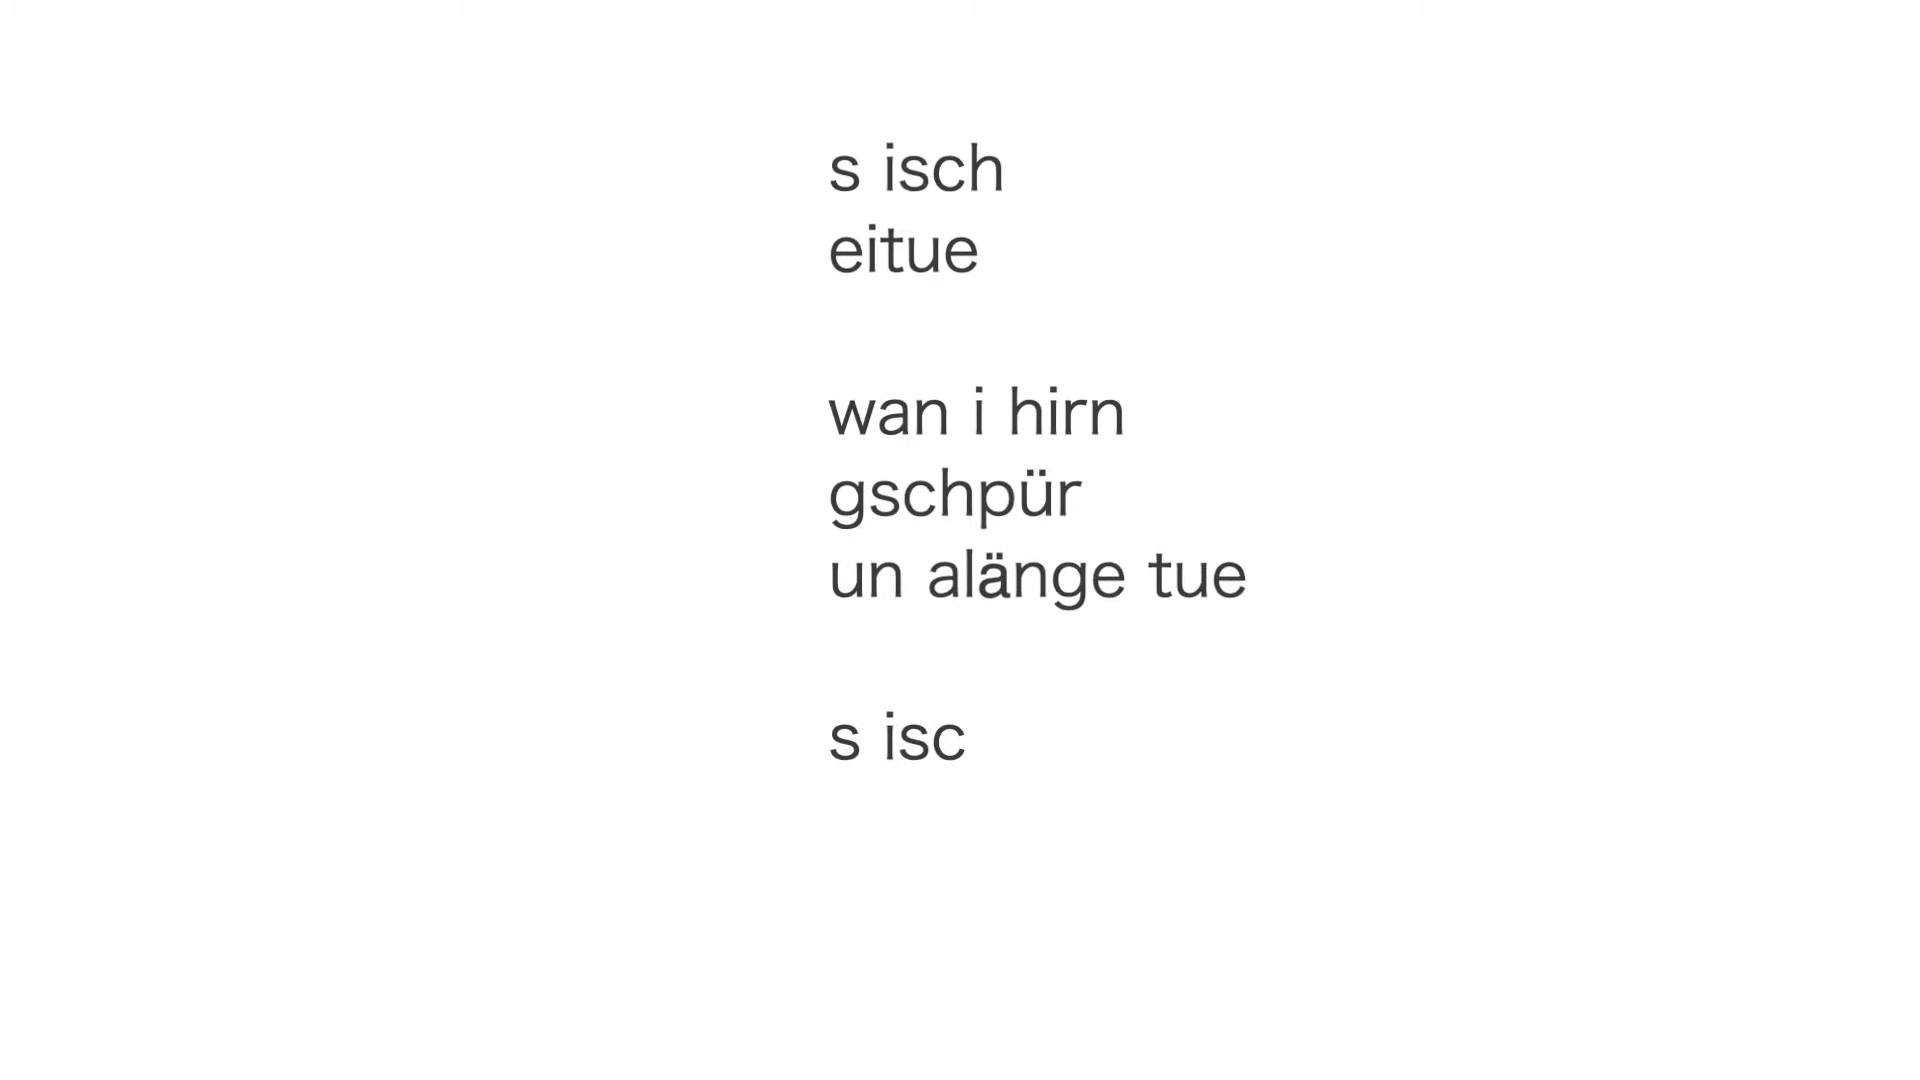 s isch
eitue
wan i hirn
gschpür
un alänge tue
s isc